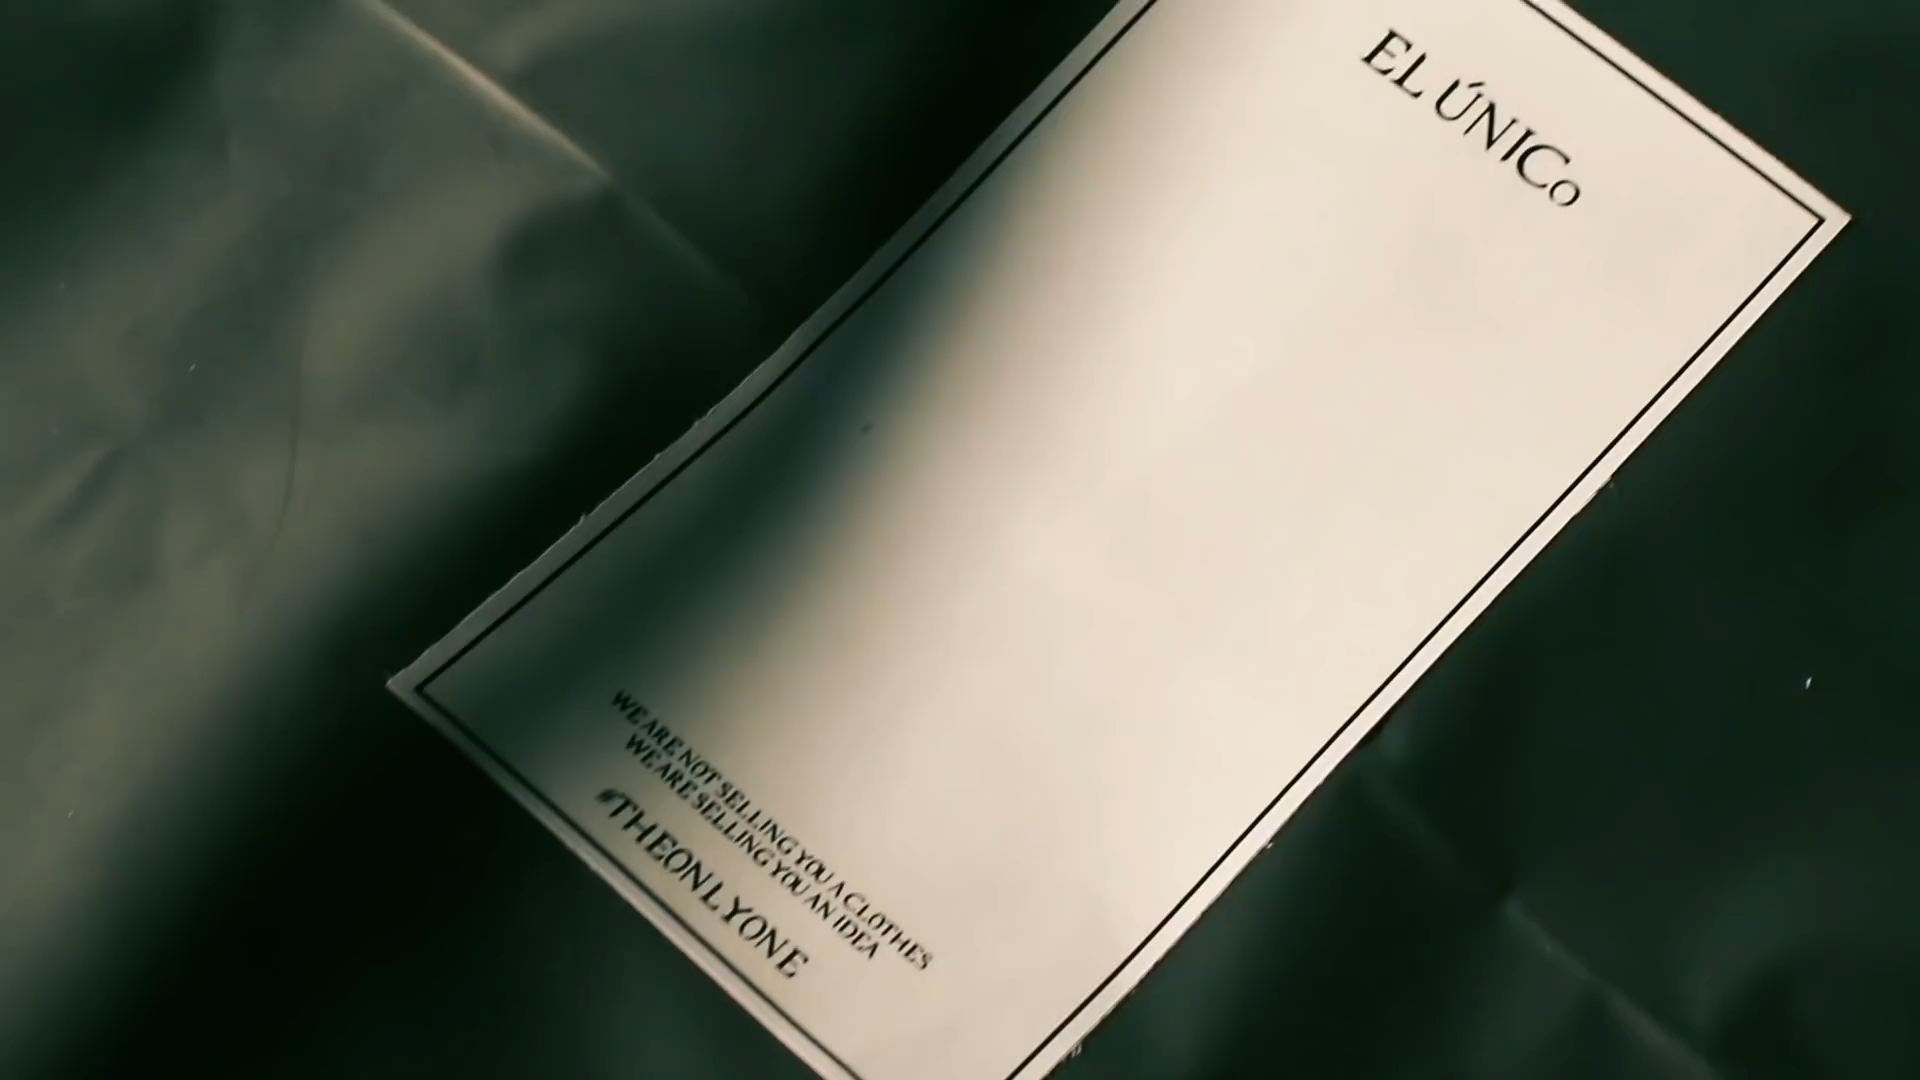 EL ÚNICo
WE ARE NOT SELLING YOU A CLOTHES
WE ARE SELLING YOU AN IDEA
#THEONLYONE